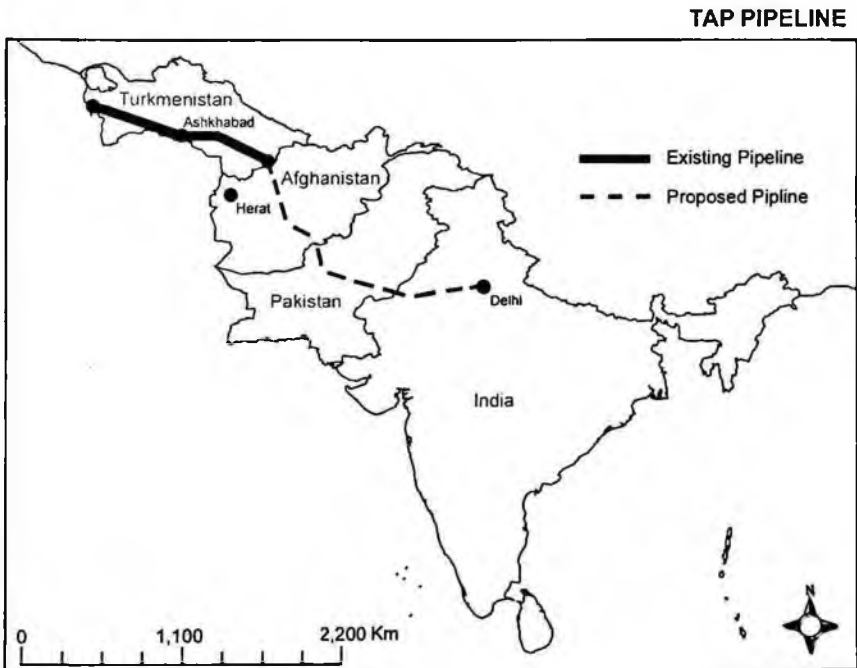 TAP PIPELINE
Turkmenistan
Ashkhabad
Existing Pipeline
Afghanistan
Proposed Pipline
Herat
Pakistan
Delhi
India
N
0 1,100 2,200 Km